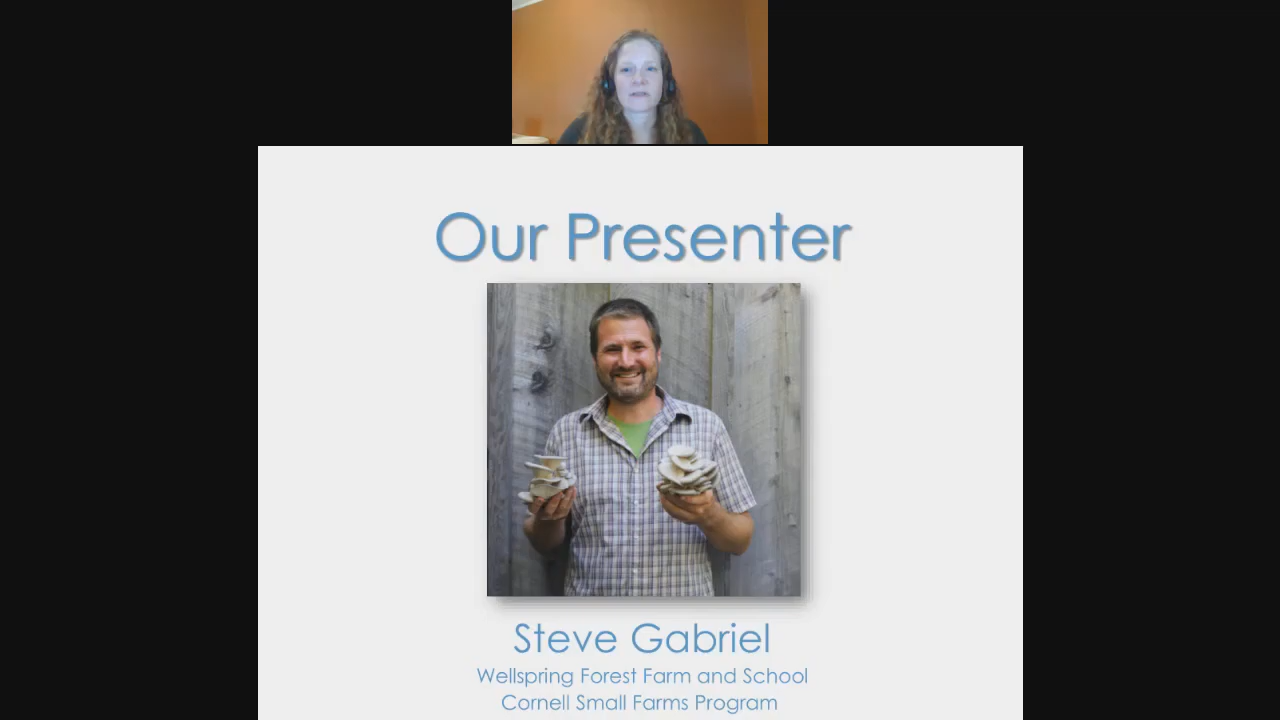 Our Presenter
Steve Gabriel
Wellspring Forest Farm and School
Cornell Small Farms Program